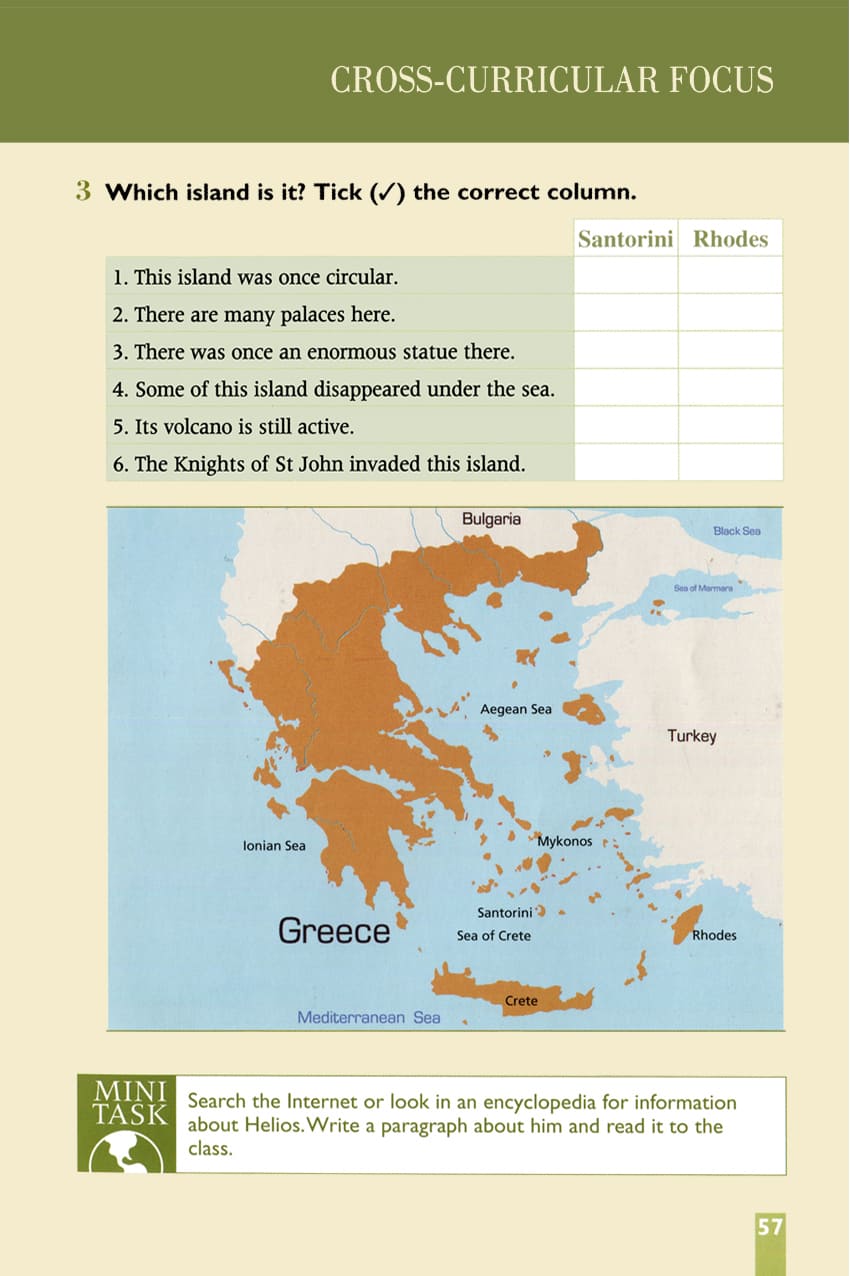 CROSS-CURRICULAR FOCUS
3 Which island is it? Tick (✓) the correct column.
Santorini Rhodes
1. This island was once circular.
2. There are many palaces here.
3. There was once an enormous statue there.
4. Some of this island disappeared under the sea.
5. Its volcano is still active.
6. The Knights of St John invaded this island.
Bulgaria
Black Sea
Sea of Marmara
Aegean Sea
Turkey
Mykonos
Ionian Sea
Santorini
Greece
Sea of Crete
Rhodes
Crete
Mediterranean Sea
MINI
TASK
Search the Internet or look in an encyclopedia for information
about Helios. Write a paragraph about him and read it to the
class.
57